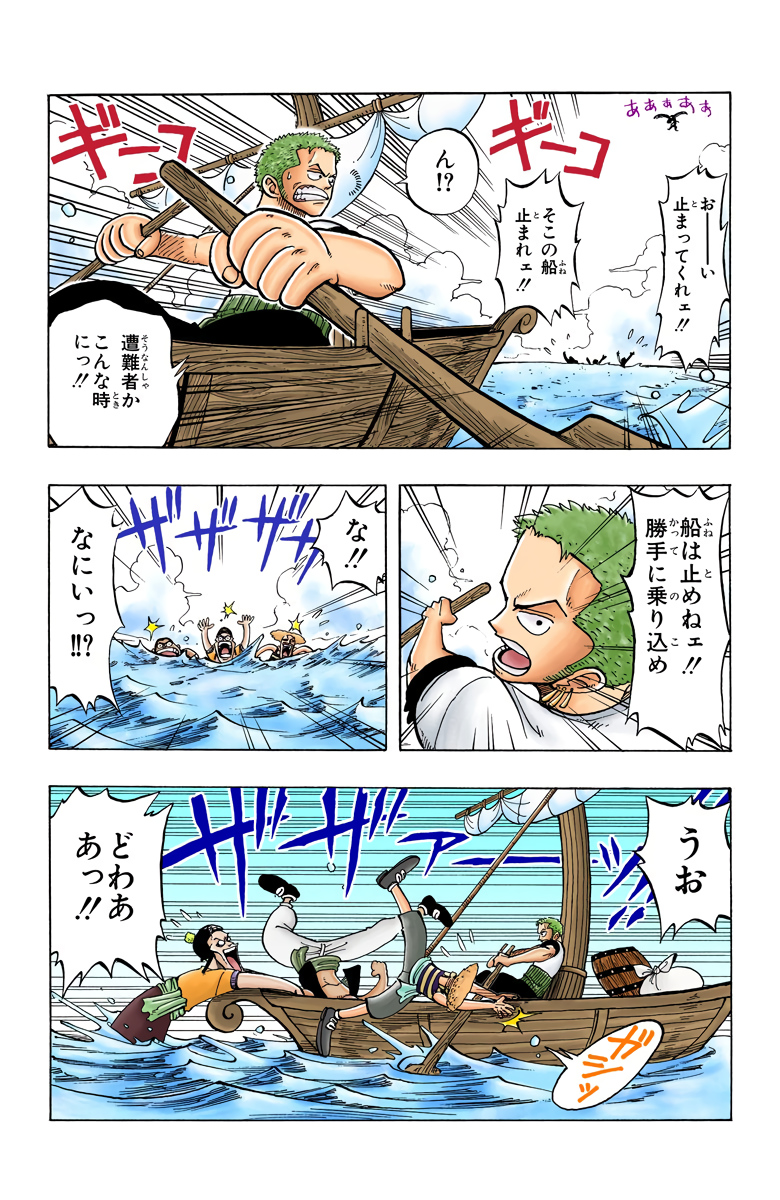 ああぁああ
おーーい
止まってくれェ!!
そこの船
止まれェ!!
ギーコ
ん!?
ギーコ
遭難者か
こんな時
にっ!!
船は止めねェ!!
勝手に乗り込め
な!!
ザザザザ
なにいっ!!?
うお
ザザァーーッ!!
どわあ
あっ!!
ガシッ